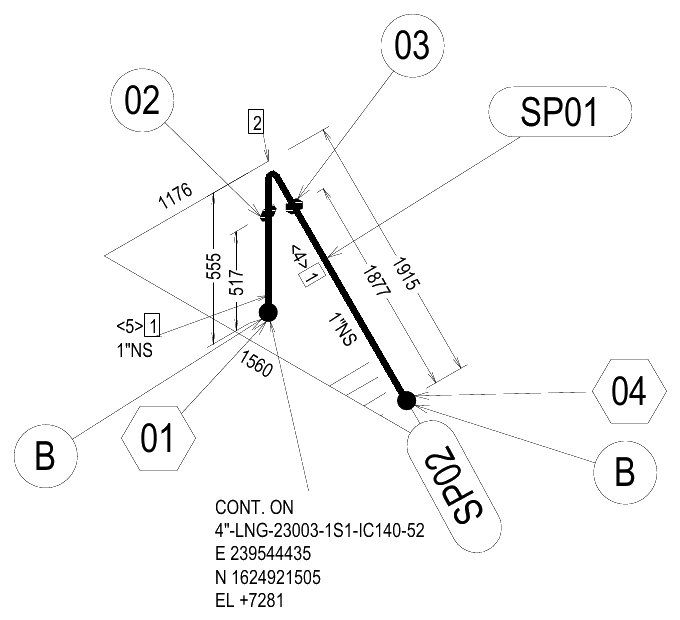 03
02
SP01
2
1176
555
517
<4> 1
1877
1915
<5> 1
1"NS
1"NS
1560
04
01
B
B
SP02
CONT. ON
4"-LNG-23003-1S1-IC140-52
E 239544435
N 1624921505
EL +7281